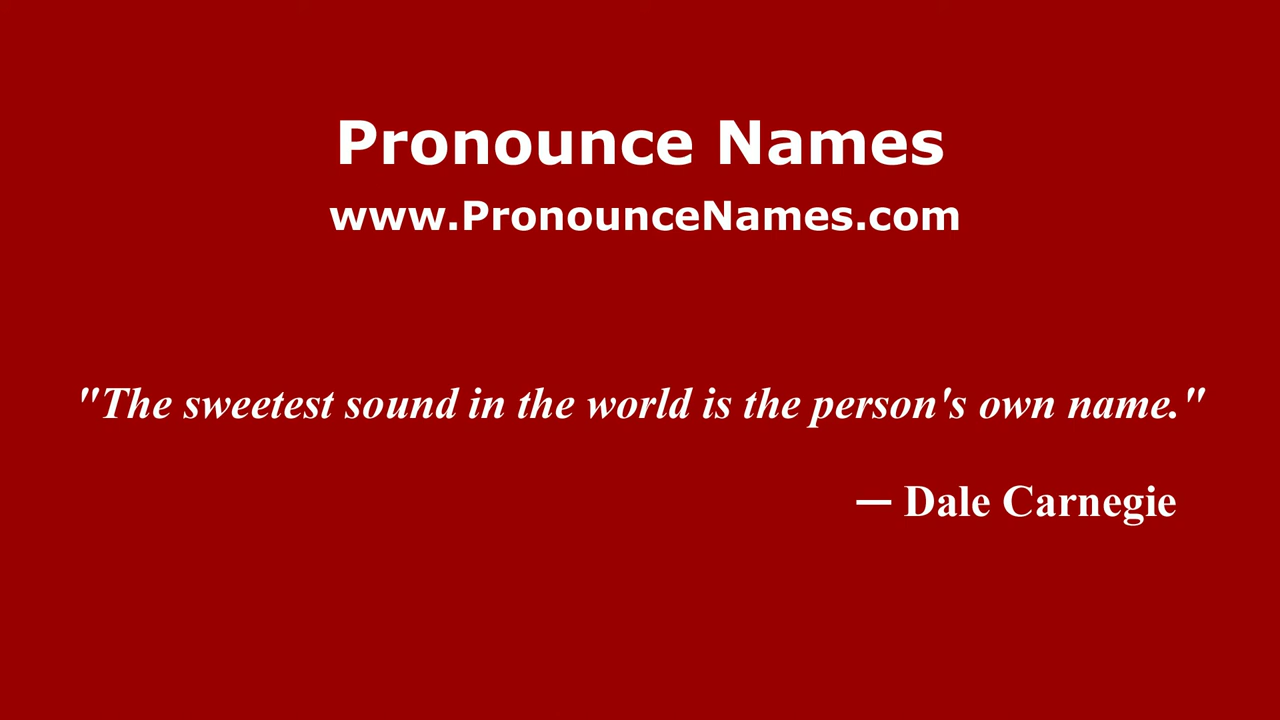 Pronounce Names
www.PronounceNames.com
"The sweetest sound in the world is the person's own name."
— Dale Carnegie